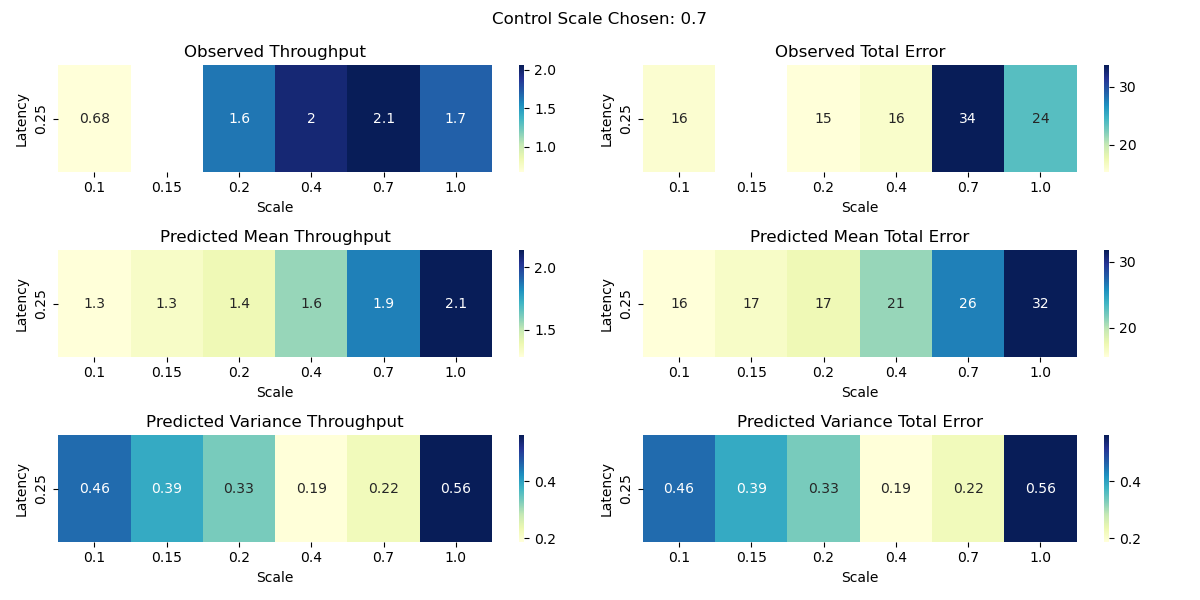 Control Scale Chosen: 0.7
Observed Throughput
Latency
0.25
0.68 1.6 2 2.1 1.7
0.1 0.15 0.2 0.4 0.7 1.0
Scale
2.0
1.5
1.0
Observed Total Error
Latency
0.25
16 15 16 34 24
0.1 0.15 0.2 0.4 0.7 1.0
Scale
30
20
Predicted Mean Throughput
Latency
0.25
1.3 1.3 1.4 1.6 1.9 2.1
0.1 0.15 0.2 0.4 0.7 1.0
Scale
2.0
1.5
Predicted Mean Total Error
Latency
0.25
16 17 17 21 26 32
0.1 0.15 0.2 0.4 0.7 1.0
Scale
30
20
Predicted Variance Throughput
Latency
0.25
0.46 0.39 0.33 0.19 0.22 0.56
0.1 0.15 0.2 0.4 0.7 1.0
Scale
0.4
0.2
Predicted Variance Total Error
Latency
0.25
0.46 0.39 0.33 0.19 0.22 0.56
0.1 0.15 0.2 0.4 0.7 1.0
Scale
0.4
0.2